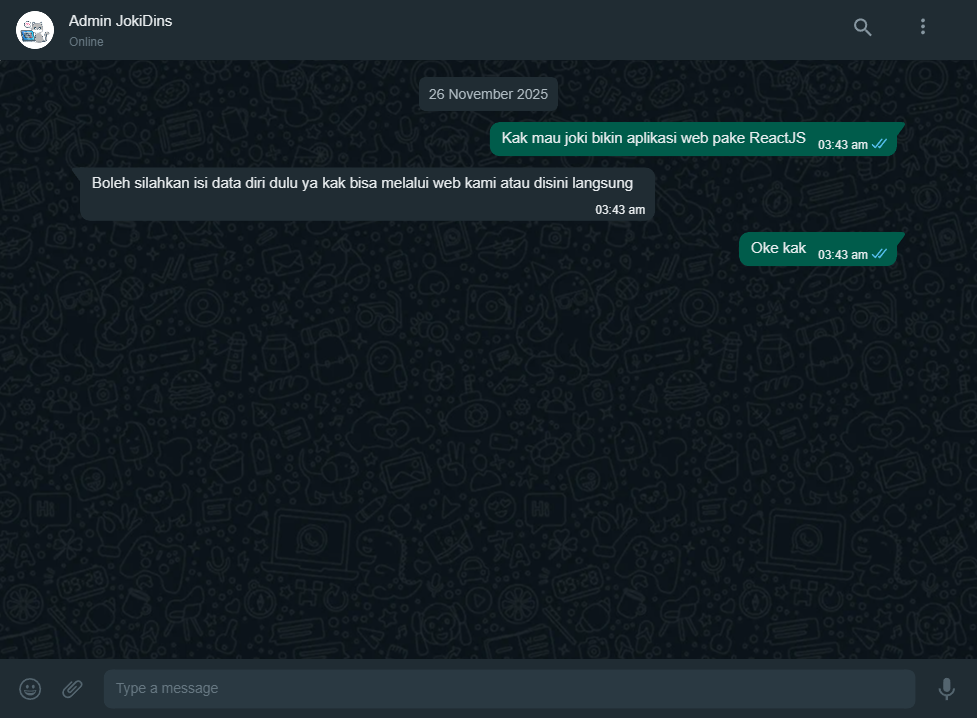 Admin JokiDins
Online
26 November 2025
Kak mau joki bikin aplikasi web pake ReactJS 03:43 am
Boleh silahkan isi data diri dulu ya kak bisa melalui web kami atau disini langsung
03:43 am
Oke kak 03:43 am
Type a message